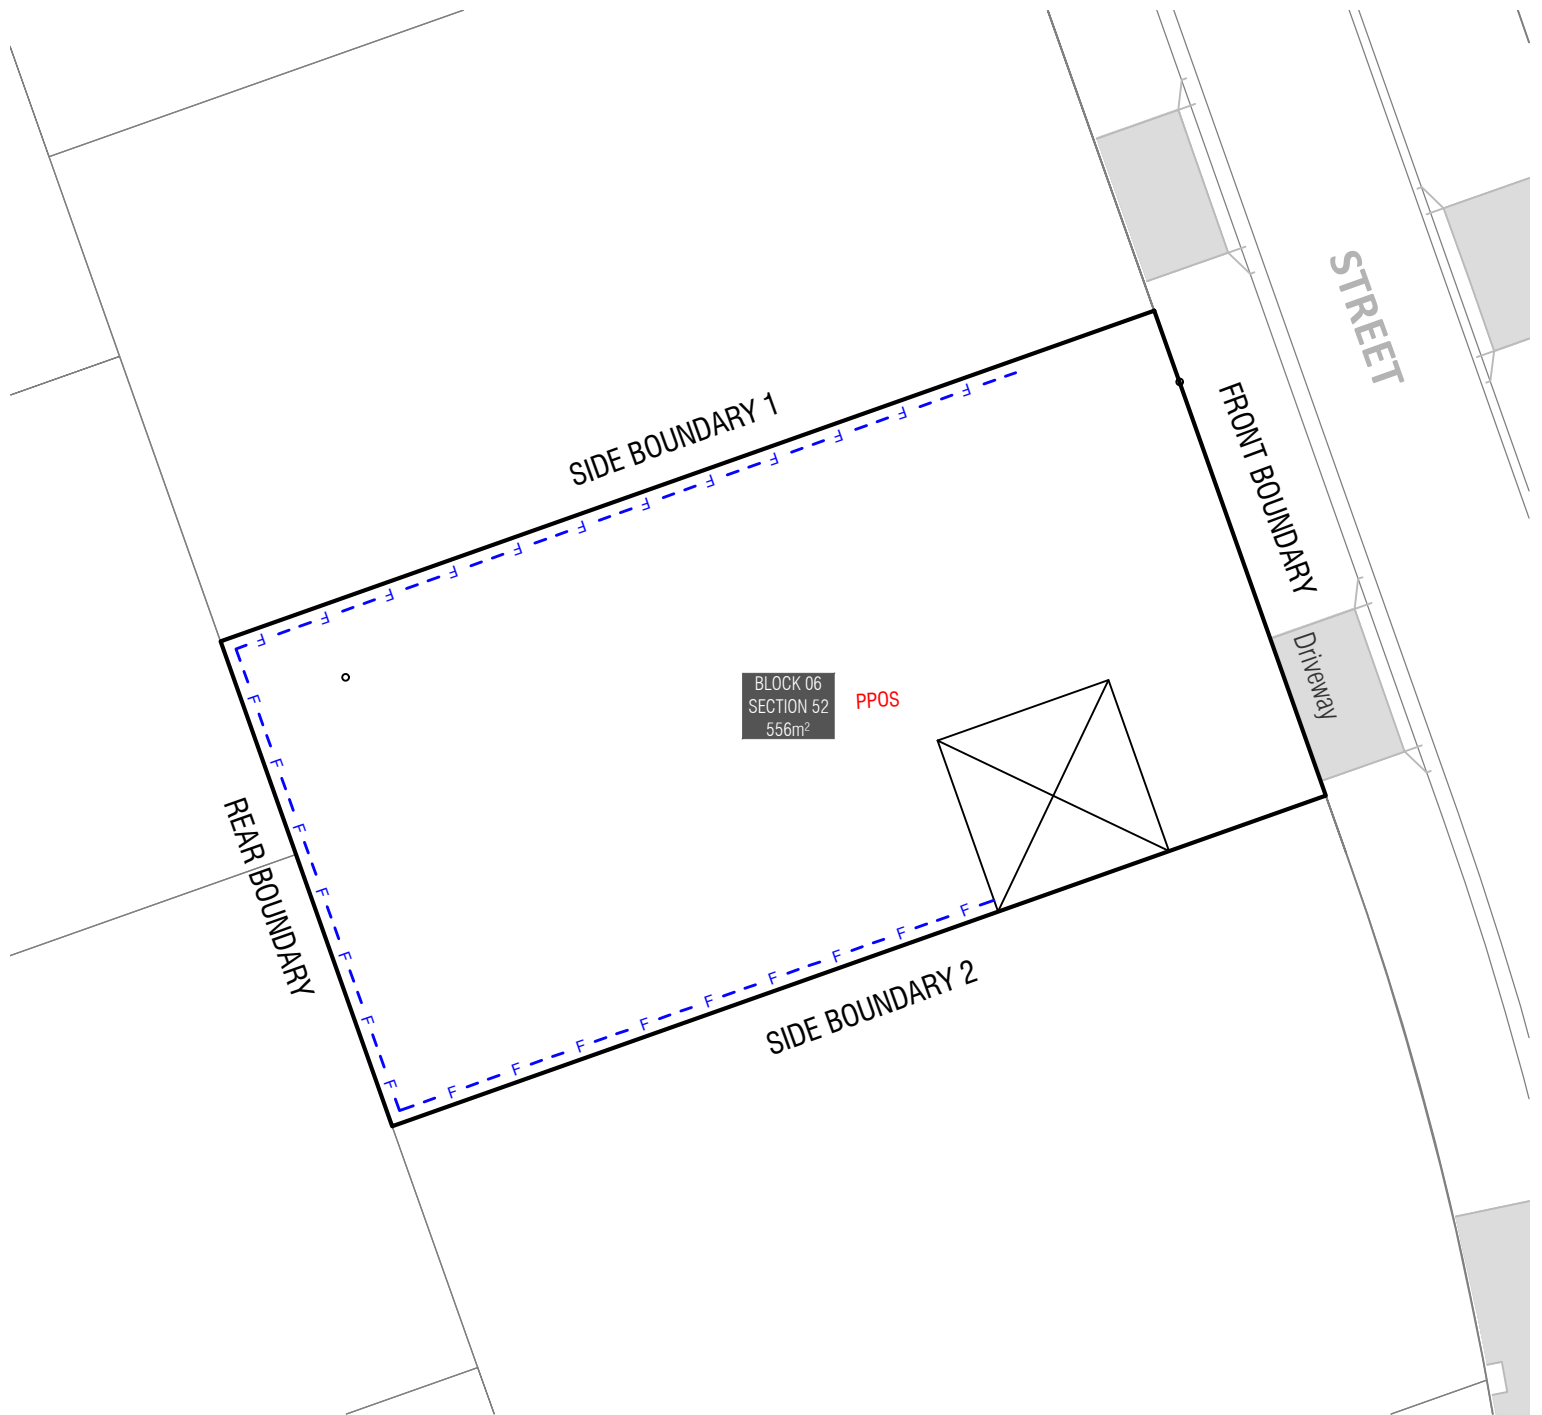 STREET
SIDE BOUNDARY 1
FRONT BOUNDARY
F F F F F F F F F F F F
Driveway
BLOCK 06
SECTION 52
556m²
PPOS
F F F F F F F
REAR BOUNDARY
F F F F F F F F F
SIDE BOUNDARY 2